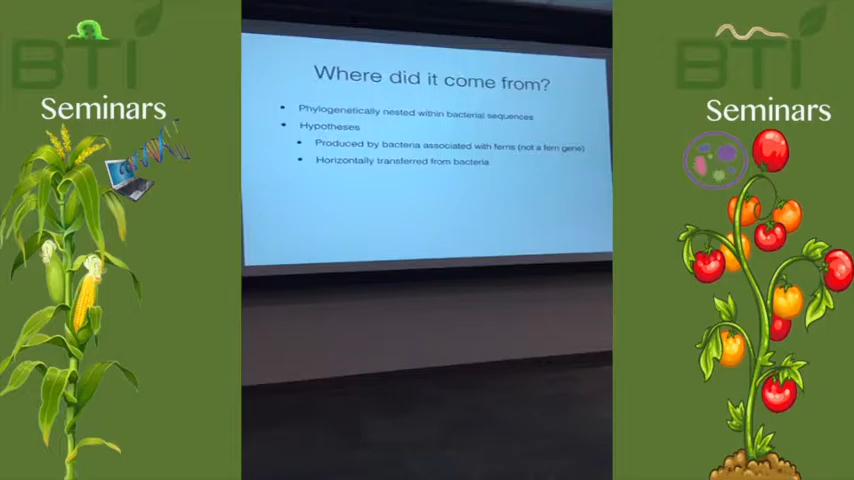 BTI
Seminars
Where did it come from?
• Phylogenetically nested within bacterial sequences
• Hypotheses
• Produced by bacteria associated with ferns (not a fern gene)
• Horizontally transferred from bacteria
BTI
Seminars